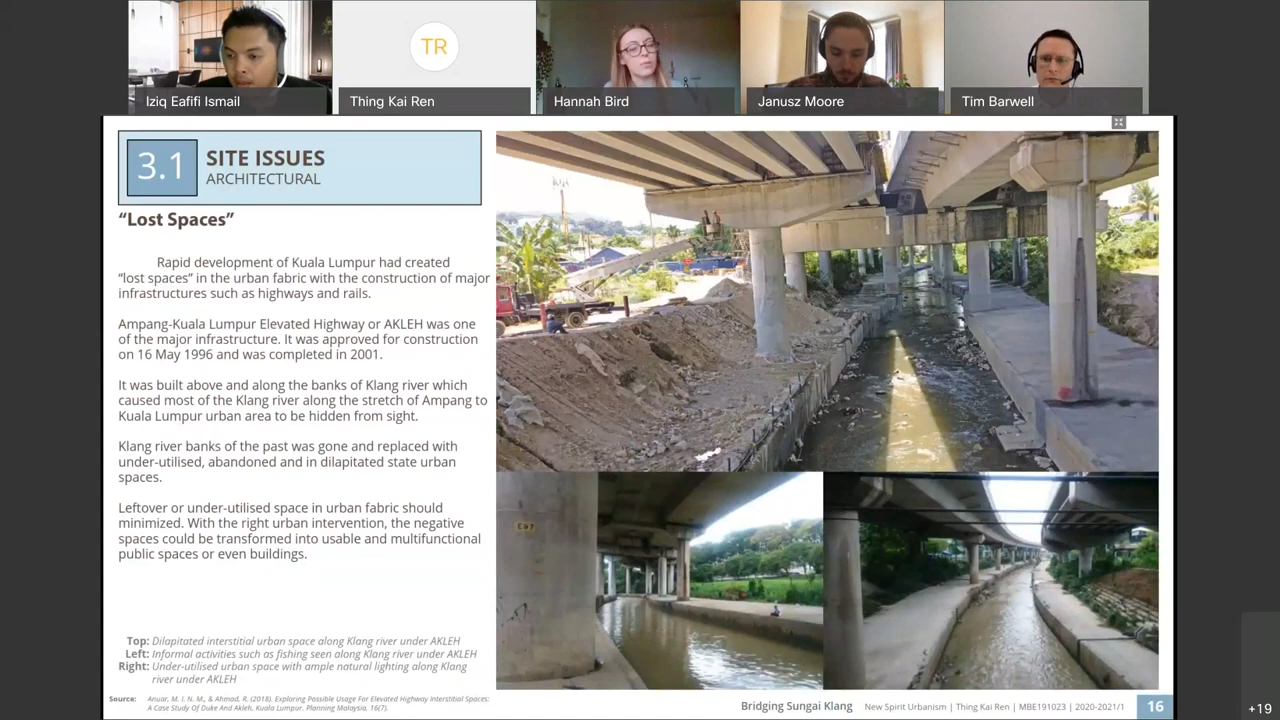 TR
Iziq Eafifi Ismail
Thing Kai Ren
Hannah Bird
Janusz Moore
Tim Barwell
3.1
SITE ISSUES
ARCHITECTURAL
“Lost Spaces”
Rapid development of Kuala Lumpur had created
“lost spaces” in the urban fabric with the construction of major
infrastructures such as highways and rails.
Ampang-Kuala Lumpur Elevated Highway or AKLEH was one
of the major infrastructure. It was approved for construction
on 16 May 1996 and was completed in 2001.
It was built above and along the banks of Klang river which
caused most of the Klang river along the stretch of Ampang to
Kuala Lumpur urban area to be hidden from sight.
Klang river banks of the past was gone and replaced with
under-utilised, abandoned and in dilapitated state urban
spaces.
Leftover or under-utilised space in urban fabric should
minimized. With the right urban intervention, the negative
spaces could be transformed into usable and multifunctional
public spaces or even buildings.
Top: Dilapitated interstitial urban space along Klang river under AKLEH
Left: Informal activities such as fishing seen along Klang river under AKLEH
Right: Under-utilised urban space with ample natural lighting along Klang
river under AKLEH
Source: Anuar, M. I. N. M., & Ahmad, R. (2018). Exploring Possible Usage For Elevated Highway Interstitial Spaces:
A Case Study Of Duke And Akleh, Kuala Lumpur. Planning Malaysia, 16(7).
Bridging Sungai Klang New Spirit Urbanism | Thing Kai Ren | MBE191023 | 2020-2021/1 16
+19